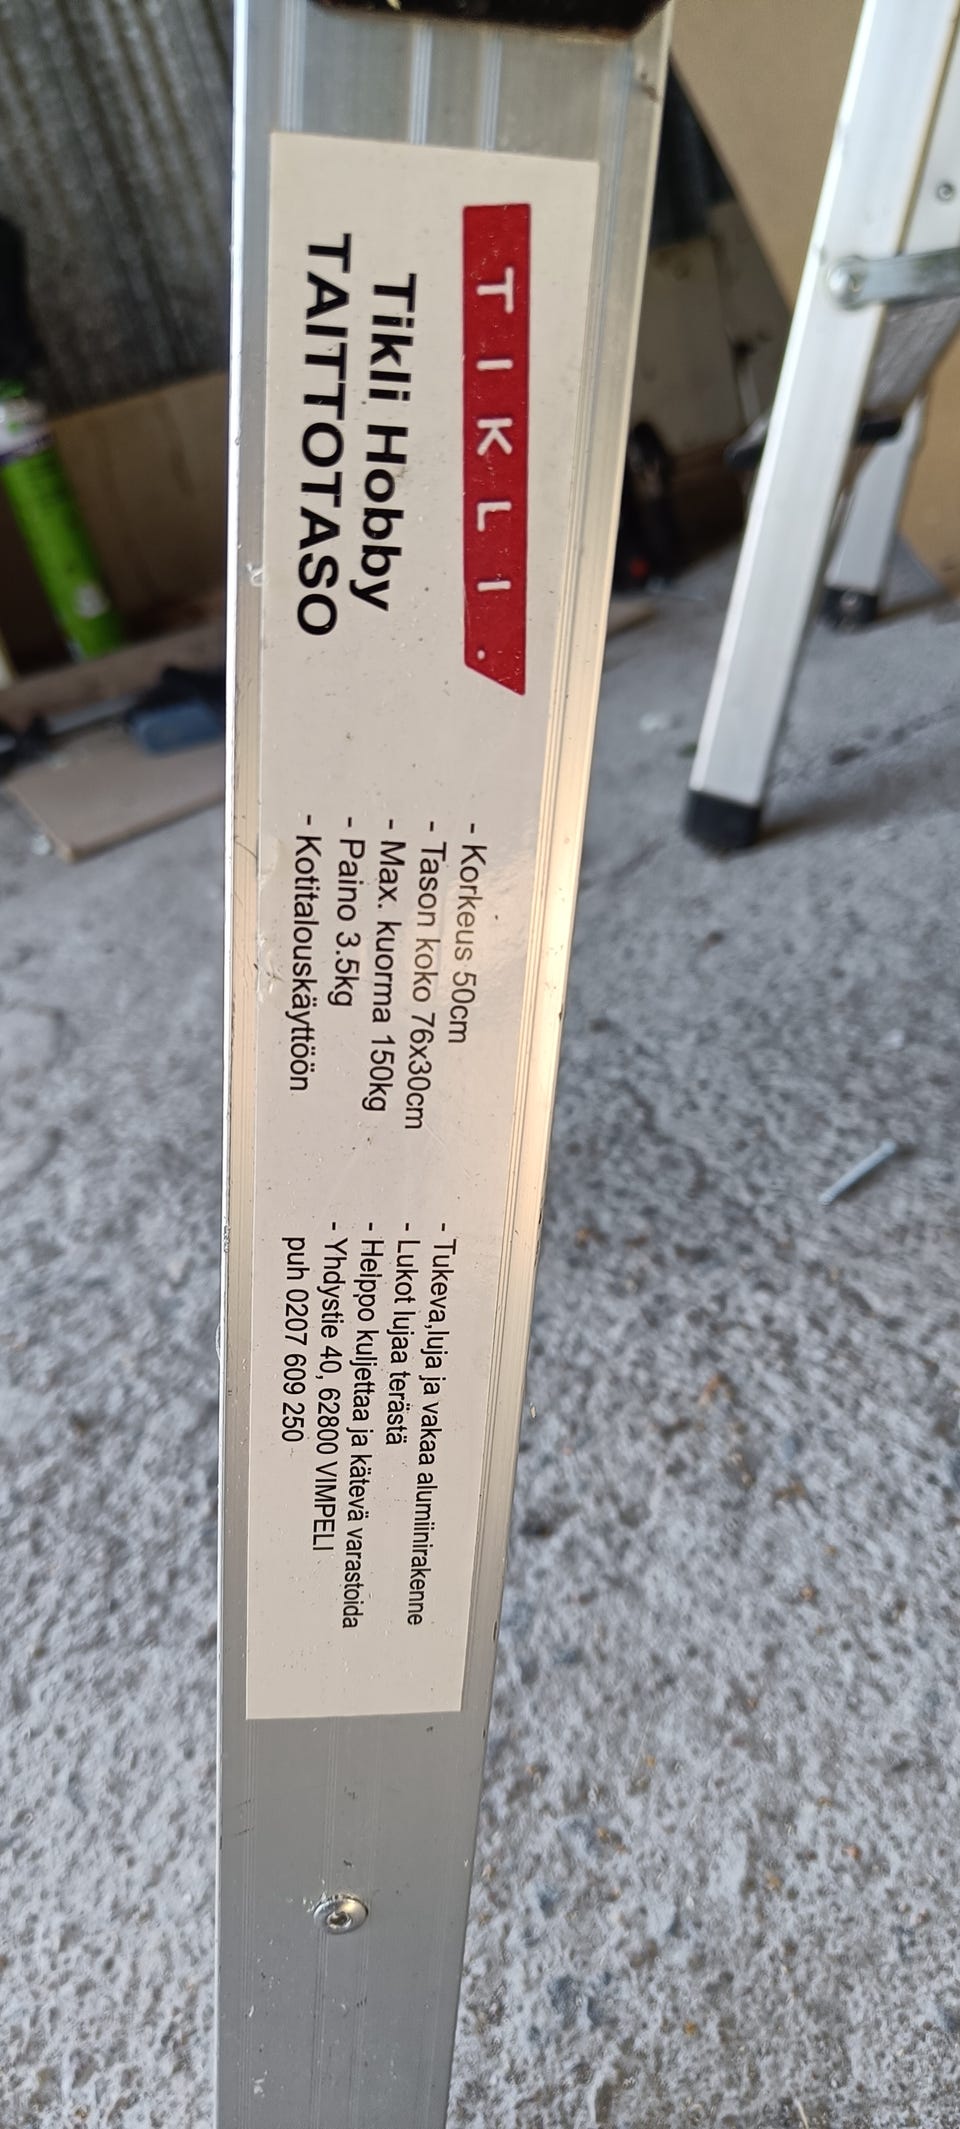 TIKLI.
Tikli Hobby
TAITTOTASO
- Korkeus 50cm
- Tason koko 76x30cm
- Max. kuorma 150kg
- Paino 3.5kg
- Kotitalouskäyttöön
- Tukeva,luja ja vakaa alumiinirakenne
- Lukot lujaa terästä
- Helppo kuljettaa ja kätevä varastoida
- Yhdystie 40, 62800 VIMPELI
puh 0207 609 250